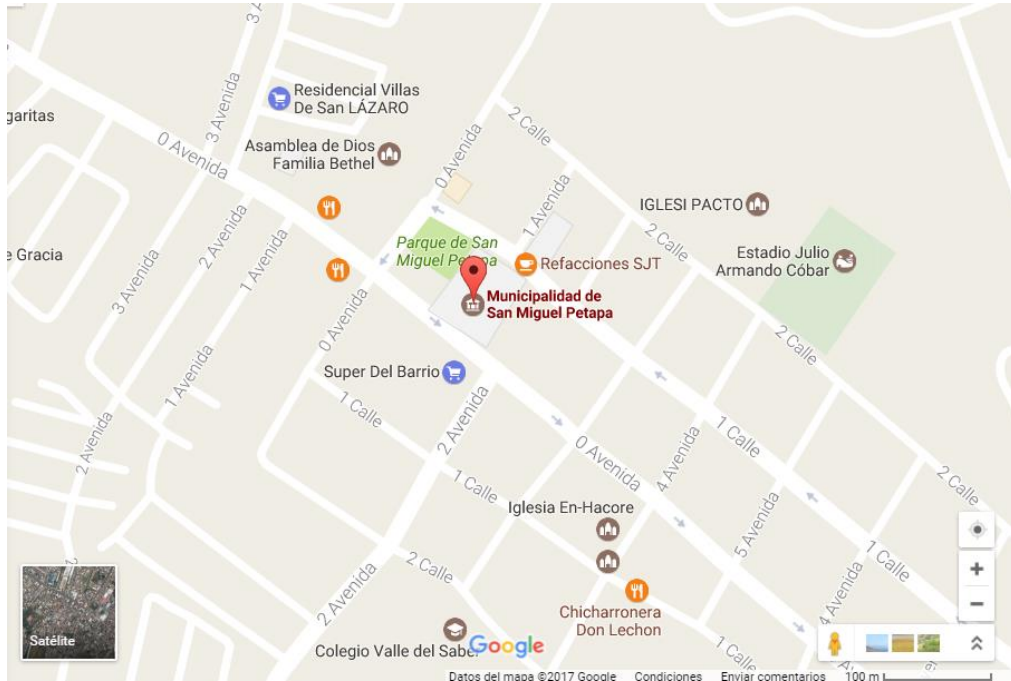 3 A
Residencial Villas
De San LÁZARO
garitas
3 Avenida
0 Avenida
Asamblea de Dios
Familia Bethel
0 Avenida
2 Calle
1 Avenida
IGLESI PACTO
2 Calle
Estadio Julio
Armando Cóbar
e Gracia
2 Avenida
3 Avenida
1 Avenida
Parque de San
Miguel Petapa
Refacciones SJT
Municipalidad de
San Miguel Petapa
0 Avenida
2 Calle
Super Del Barrio
1 Avenida
1 Calle
2 Avenida
1 Calle
0 Avenida
4 Avenida
2 Avenida
1 Calle
2 Calle
Iglesia En-Hacore
5 Avenida
1 Calle
2 Calle
2 Avenida
Chicharronera
Don Lechon
4 Avenida
Satélite
Colegio Valle del Saber
Google
1 Calle
Datos del mapa ©2017 Google Condiciones Enviar comentarios 100 m